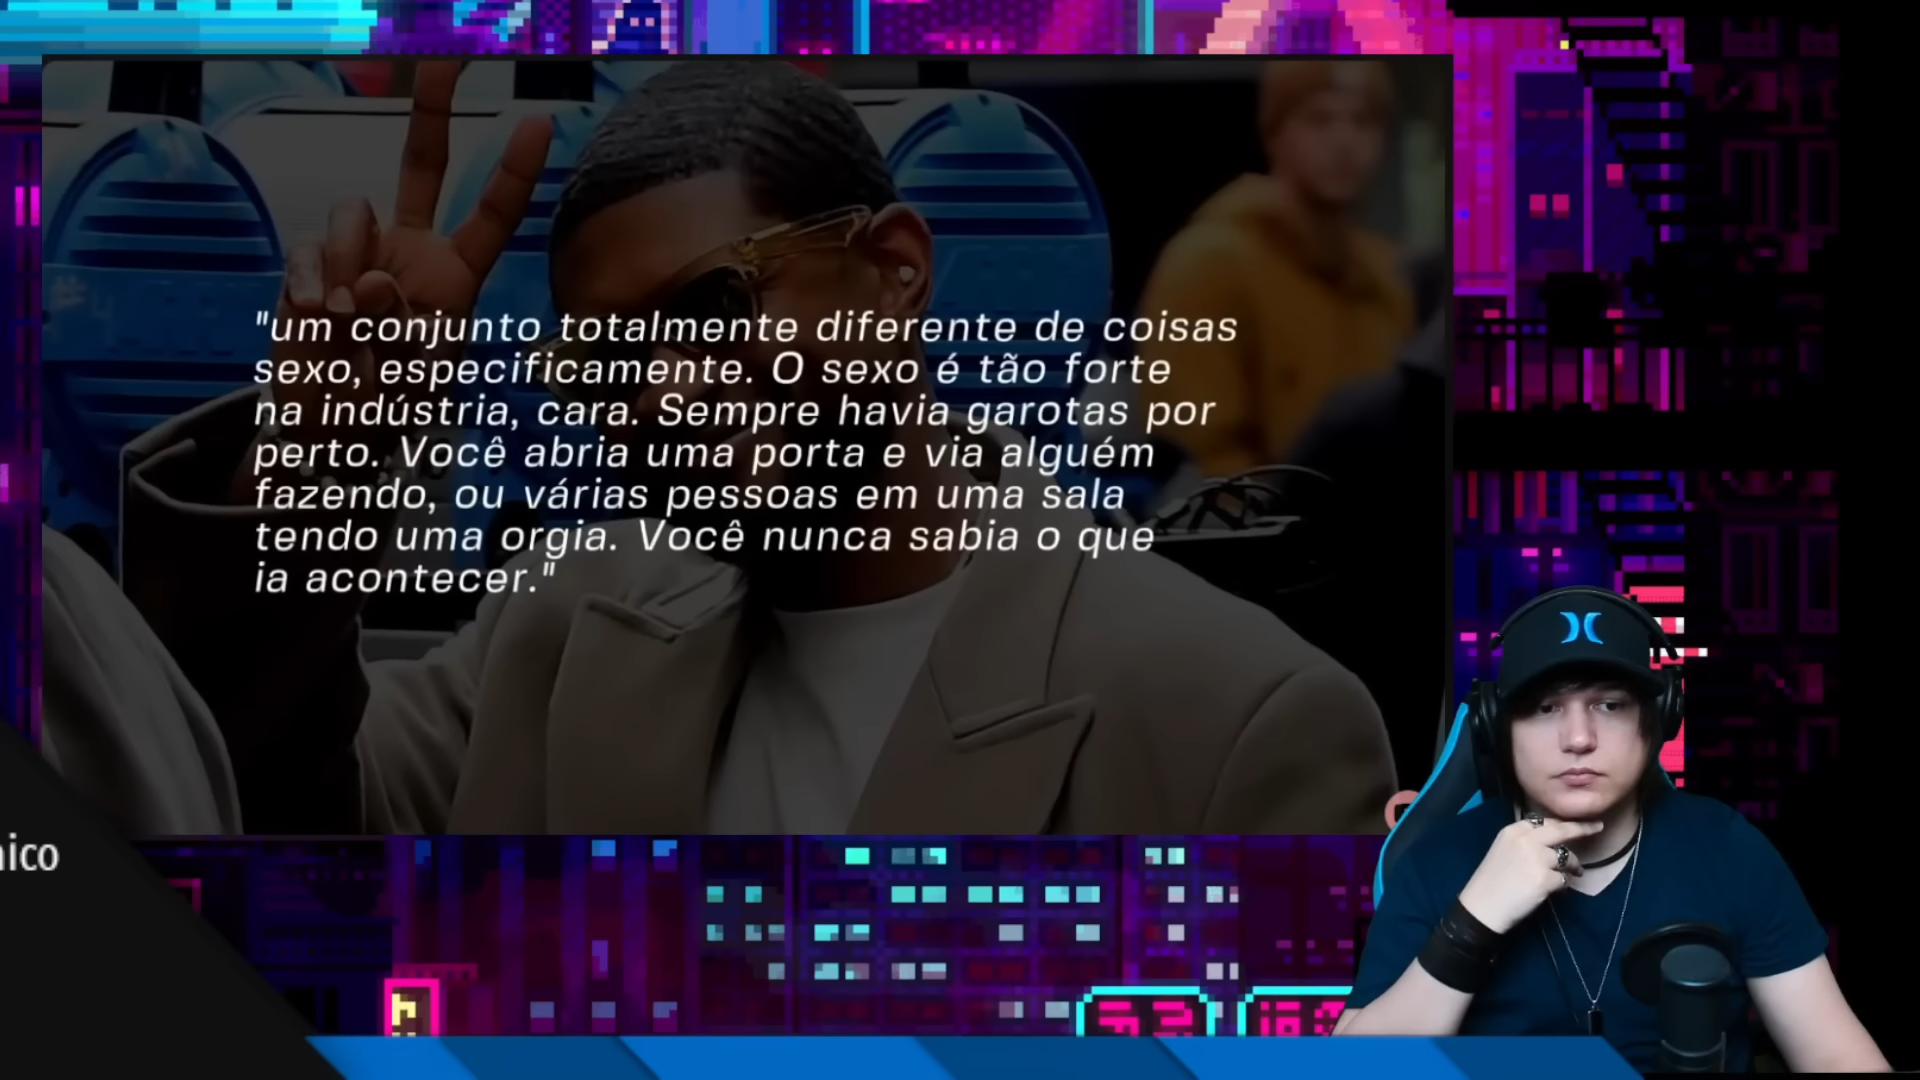 "um conjunto totalmente diferente de coisas
sexo, especificamente. O sexo é tão forte
na indústria, cara. Sempre havia garotas por
perto. Você abria uma porta e via alguém
fazendo, ou várias pessoas em uma sala
tendo uma orgia. Você nunca sabia o que
ia acontecer."